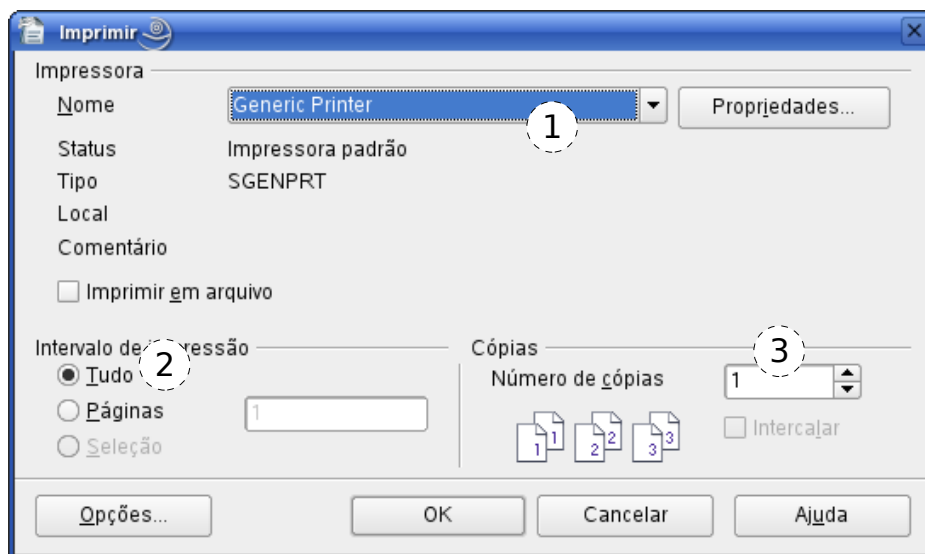 Imprimir
Impressora
Nome Generic Printer Propriedades...
1
Status Impressora padrão
Tipo SGENPRT
Local
Comentário
Imprimir em arquivo
Intervalo de impressão Cópias
2 3
Tudo Número de cópias 1
Páginas 1
Seleção 1 1 2 2 3 3 Intercalar
Opções... OK Cancelar Ajuda